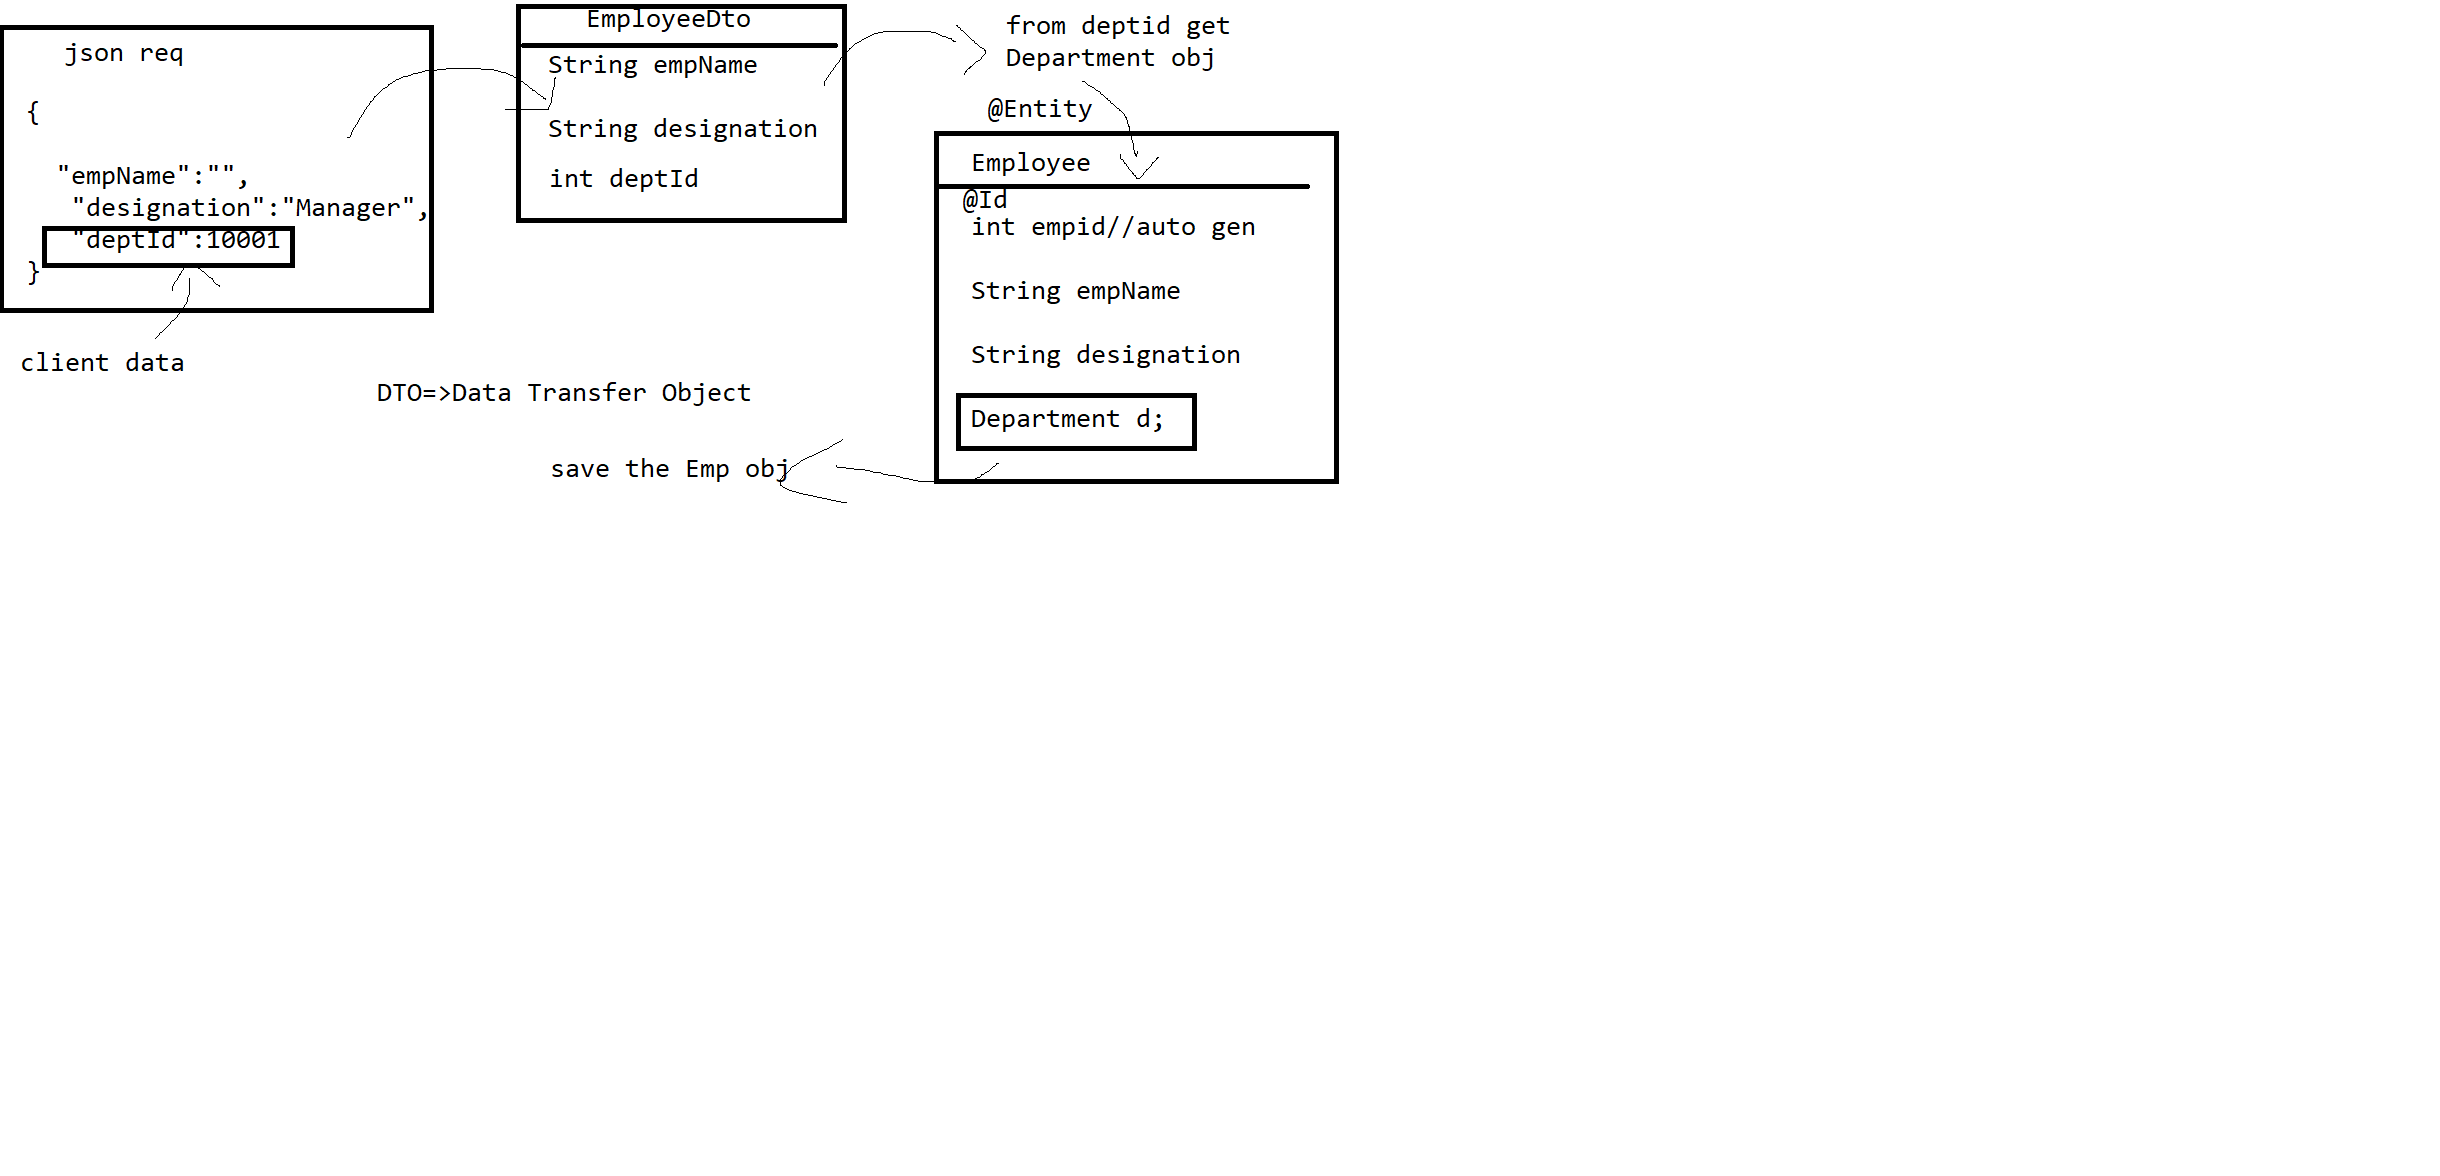 json req
{
"empName":"",
"designation":"Manager",
"deptId":10001
}
client data
EmployeeDto
String empName
String designation
int deptId
from deptid get
Department obj
@Entity
Employee
@Id
int empid//auto gen
String empName
String designation
Department d;
DTO=>Data Transfer Object
save the Emp obj